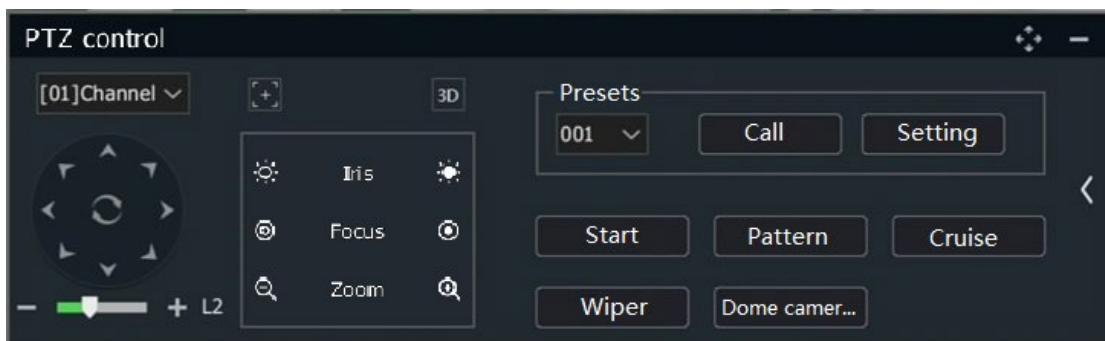 PTZ control
[01]Channel
3D
Presets
001
Call
Setting
Iris
Focus
Zoom
L2
Start
Pattern
Cruise
Wiper
Dome camer...